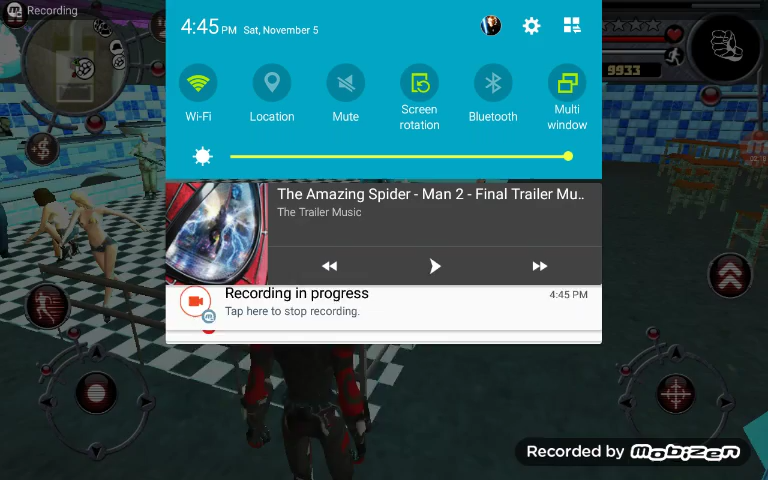 Recording
4:45 PM Sat, November 5
9933
Wi-Fi
Location
Mute
Screen rotation
Bluetooth
Multi window
The Amazing Spider - Man 2 - Final Trailer Mu..
The Trailer Music
Recording in progress
4:45 PM
Tap here to stop recording.
Recorded by mobizen